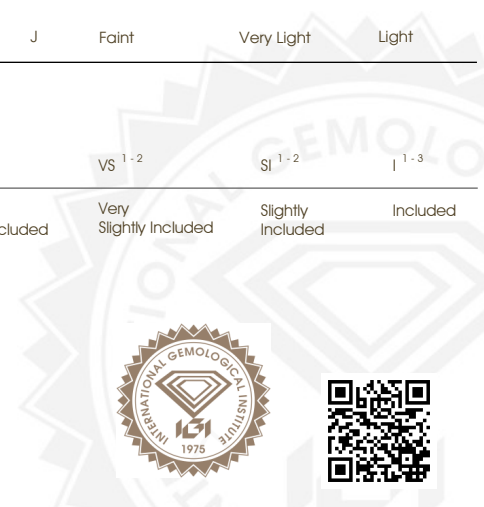 J Faint Very Light Light
VS 1 - 2 SI 1 - 2 I 1 - 3
Very Slightly Included
Slightly Included
Included
INTERNATIONAL GEMOLOGICAL INSTITUTE
IGI
1975